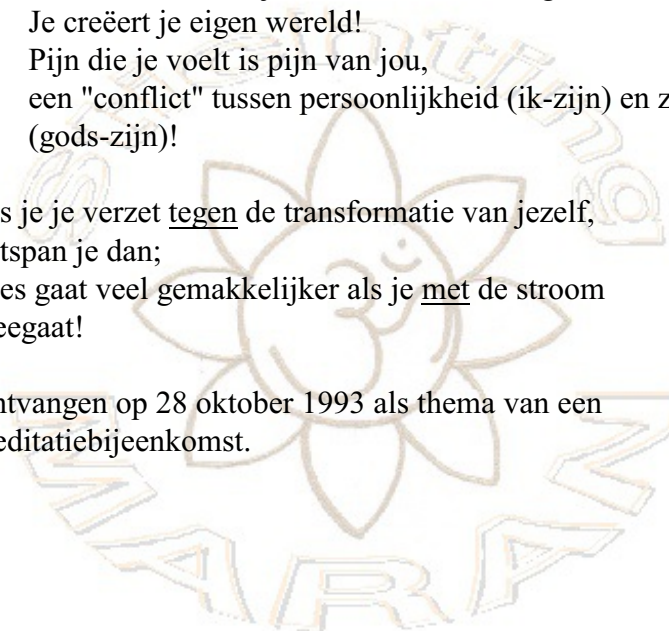 Je creëert je eigen wereld!
Pijn die je voelt is pijn van jou,
een "conflict" tussen persoonlijkheid (ik-zijn) en z
(gods-zijn)!
s je je verzet tegen de transformatie van jezelf,
tspan je dan;
es gaat veel gemakkelijker als je met de stroom
eegaat!
ntvangen op 28 oktober 1993 als thema van een
editatiebijeenkomst.